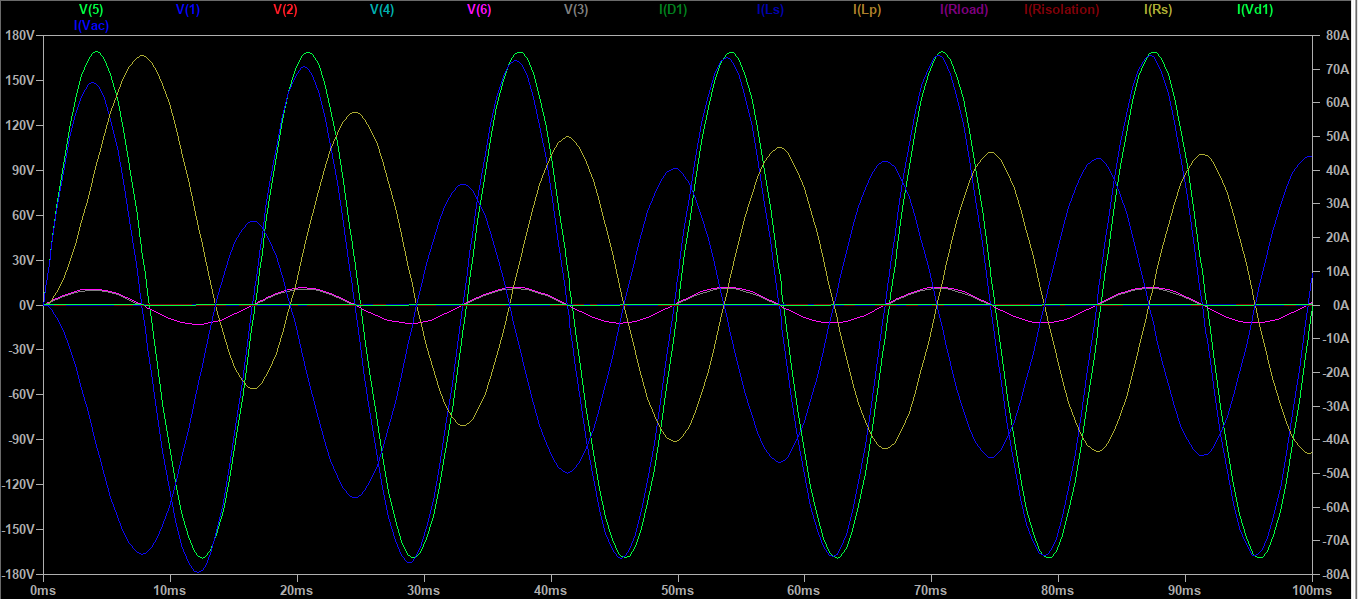 V(5) V(1) V(2) V(4) V(6) V(3) I(D1) I(Ls) I(Lp) I(Rload) I(Risolation) I(Rs) I(Vd1)
I(Vac)
180V 80A
150V 70A
60A
120V 50A
90V 40A
30A
60V 20A
30V 10A
0V 0A
-10A
-30V -20A
-60V -30A
-40A
-90V -50A
-120V -60A
-150V -70A
-180V -80A
0ms 10ms 20ms 30ms 40ms 50ms 60ms 70ms 80ms 90ms 100ms